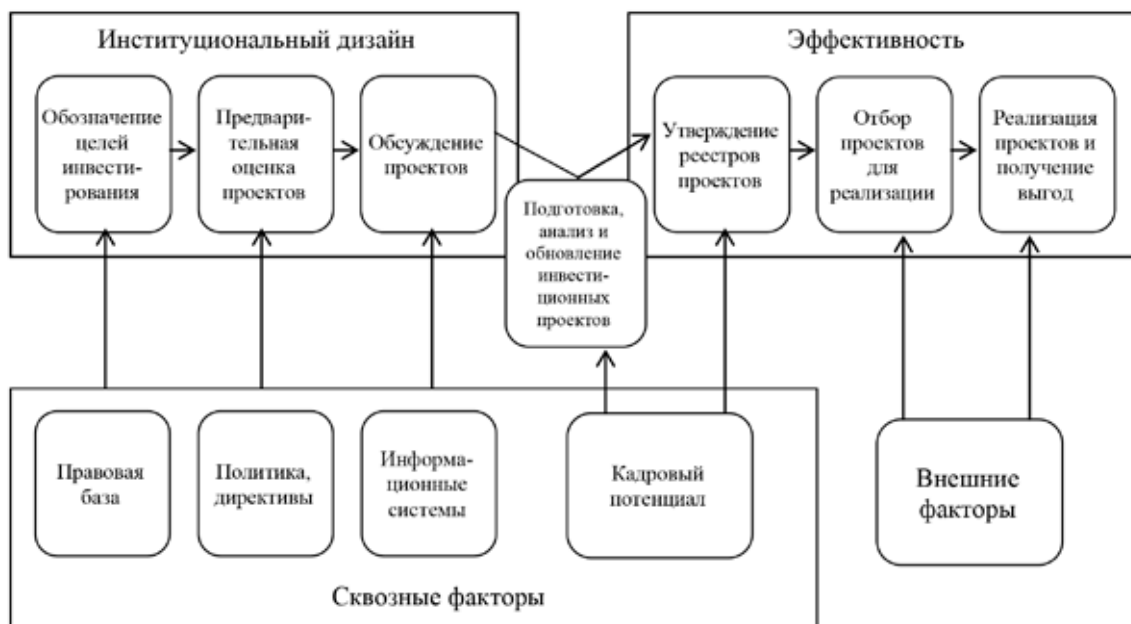 Институциональный дизайн
Эффективность
Обозначение
целей
инвести-
рования
Предвари-
тельная
оценка
проектов
Обсуждение
проектов
Подготовка,
анализ и
обновление
инвести-
ционных
проектов
Утверждение
реестров
проектов
Отбор
проектов
для
реализации
Реализация
проектов и
получение
выгод
Правовая
база
Политика,
директивы
Информа-
ционные
системы
Кадровый
потенциал
Внешние
факторы
Сквозные факторы